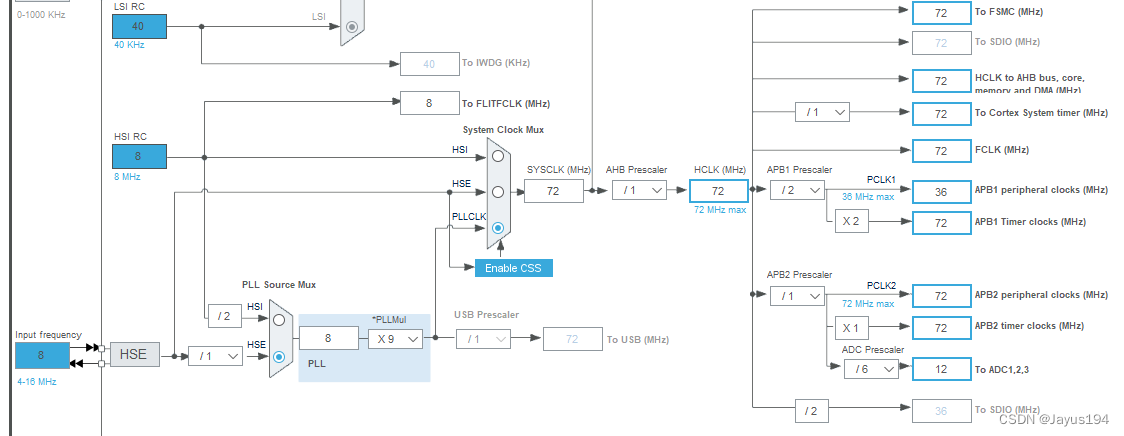 0-1000 KHz
LSI RC
40
40 KHz
LSI
40
To IWDG (KHz)
8
To FLITFCLK (MHz)
HSI RC
8
8 MHz
System Clock Mux
HSI
HSE
PLLCLK
Enable CSS
SYSCLK (MHz)
72
AHB Prescaler
/ 1
HCLK (MHz)
72
72 MHz max
72
To FSMC (MHz)
72
To SDIO (MHz)
72
HCLK to AHB bus, core,
memory and DMA (MHz)
/ 1
72
To Cortex System timer (MHz)
72
FCLK (MHz)
APB1 Prescaler
/ 2
PCLK1
36 MHz max
36
APB1 peripheral clocks (MHz)
X 2
72
APB1 Timer clocks (MHz)
APB2 Prescaler
/ 1
PCLK2
72 MHz max
72
APB2 peripheral clocks (MHz)
X 1
72
APB2 timer clocks (MHz)
ADC Prescaler
/ 6
12
To ADC1,2,3
/ 2
36
To SDIO (MHz)
PLL Source Mux
HSI
/ 2
HSE
/ 1
8
*PLLMul
X 9
PLL
USB Prescaler
/ 1
72
To USB (MHz)
Input frequency
8
4-16 MHz
HSE
CSDN @Jayus194